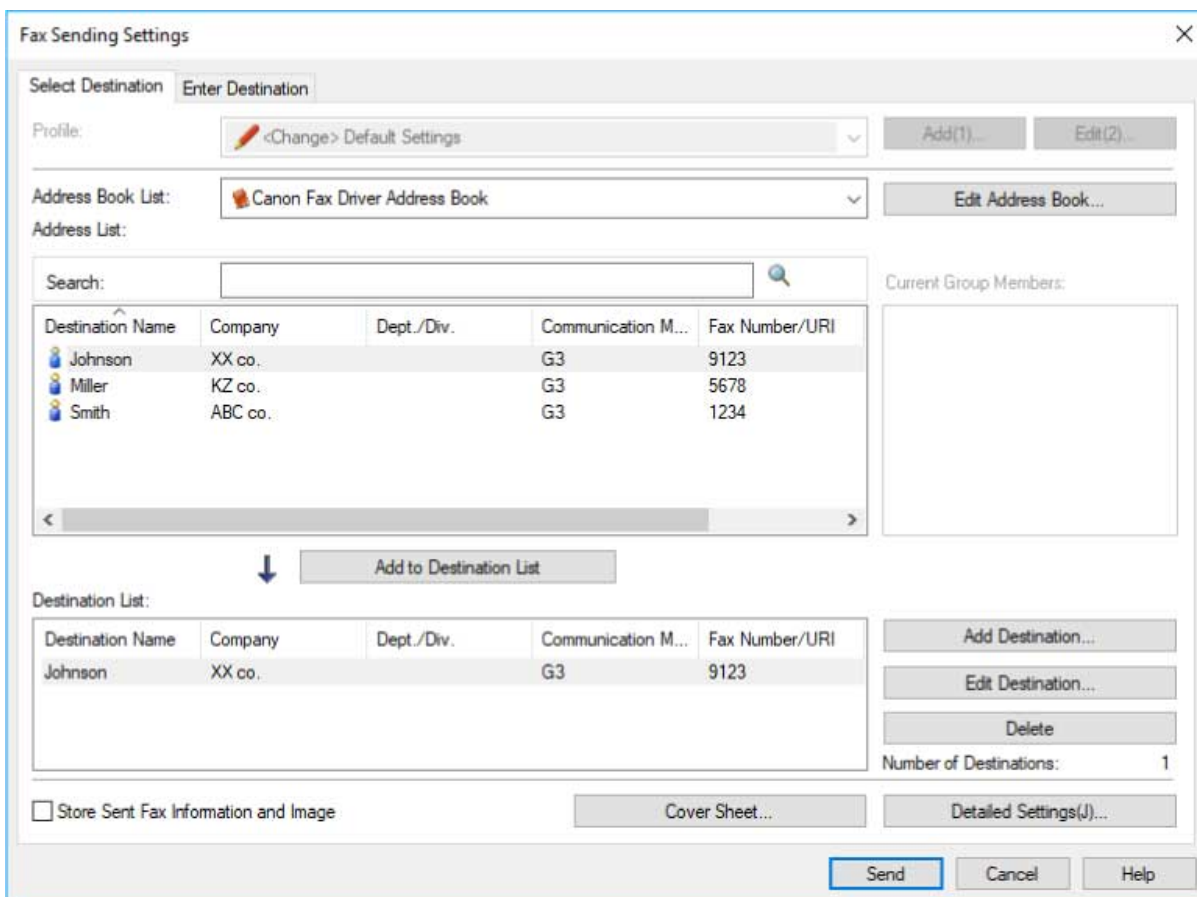 Fax Sending Settings
Select Destination Enter Destination
Profile: <Change> Default Settings Add(1)... Edit(2)...
Address Book List: Canon Fax Driver Address Book Edit Address Book...
Address List:
Search: Current Group Members:
Destination Name Company Dept./Div. Communication M... Fax Number/URI
Johnson XX co. G3 9123
Miller KZ co. G3 5678
Smith ABC co. G3 1234
Add to Destination List
Destination List:
Destination Name Company Dept./Div. Communication M... Fax Number/URI Add Destination...
Johnson XX co. G3 9123
Edit Destination...
Delete
Number of Destinations: 1
Store Sent Fax Information and Image Cover Sheet... Detailed Settings(J)...
Send Cancel Help